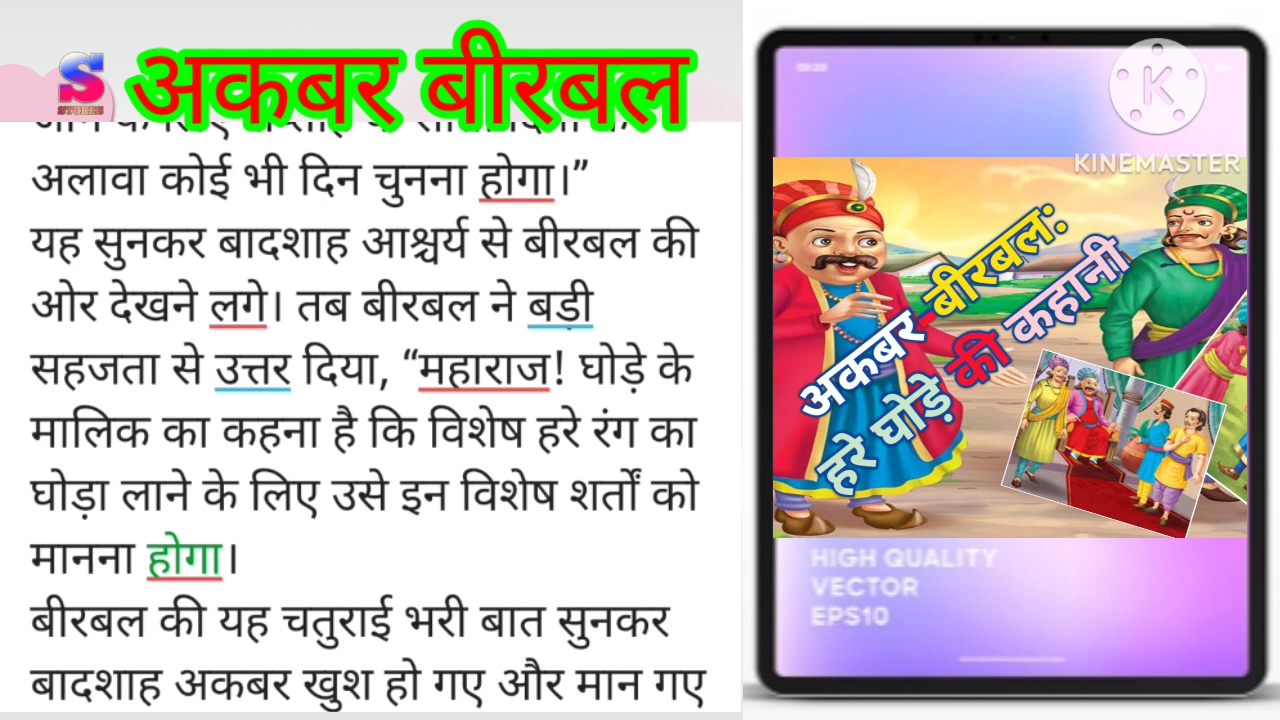 अकबर बीरबल
S
STORES
अलावा कोई भी दिन चुनना होगा।”
यह सुनकर बादशाह आश्चर्य से बीरबल की
ओर देखने लगे। तब बीरबल ने बड़ी
सहजता से उत्तर दिया, “महाराज! घोड़े के
मालिक का कहना है कि विशेष हरे रंग का
घोड़ा लाने के लिए उसे इन विशेष शर्तों को
मानना होगा।
बीरबल की यह चतुराई भरी बात सुनकर
बादशाह अकबर खुश हो गए और मान गए
K
KINEMASTER
अकबर-बीरबल:
हरे घोड़े की कहानी
HIGH QUALITY
VECTOR
EPS10